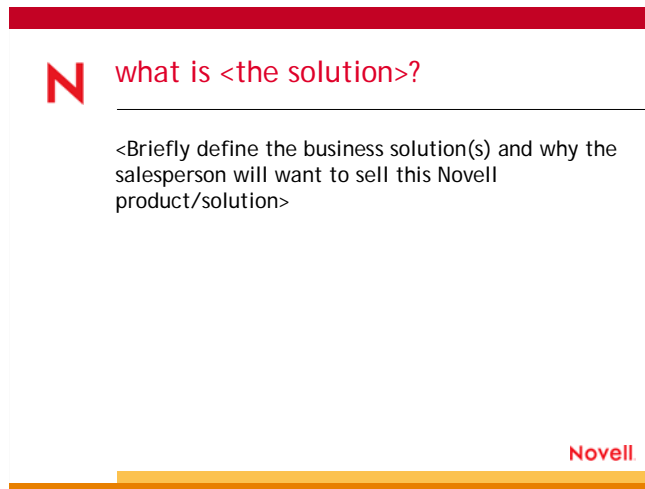 N
what is <the solution>?
<Briefly define the business solution(s) and why the
salesperson will want to sell this Novell
product/solution>
Novell.